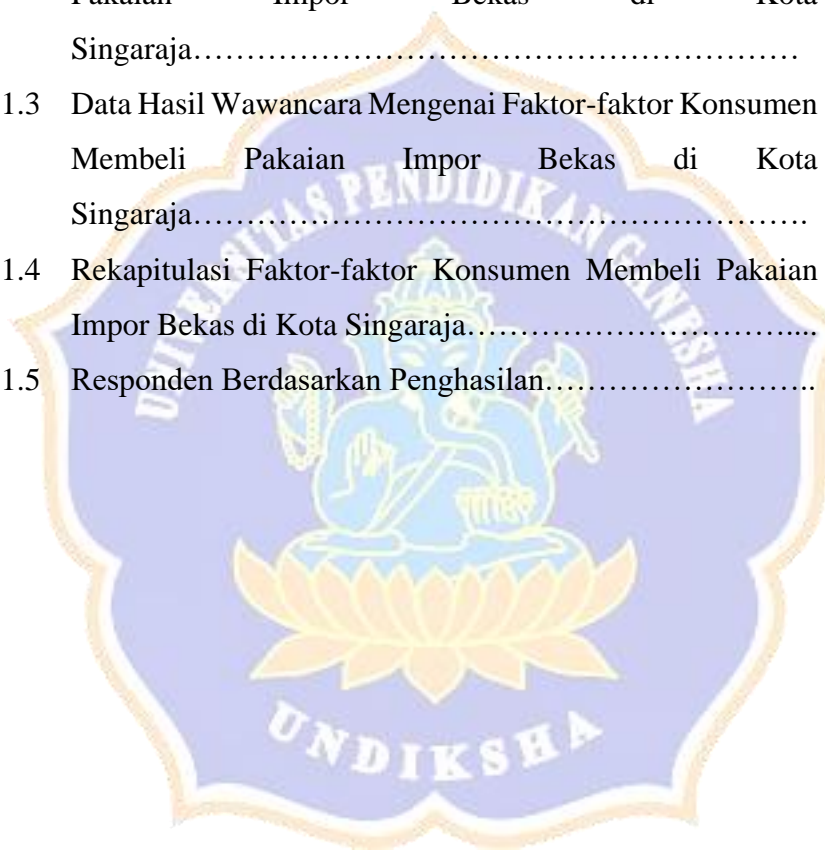 Pakaian Impor Bekas di Kota
Singaraja……………………………………………………
1.3 Data Hasil Wawancara Mengenai Faktor-faktor Konsumen
Membeli Pakaian Impor Bekas di Kota
Singaraja…………………………………………………….
1.4 Rekapitulasi Faktor-faktor Konsumen Membeli Pakaian
Impor Bekas di Kota Singaraja…………………………....
1.5 Responden Berdasarkan Penghasilan……………………..
UNIVERSITAS PENDIDIKAN GANESHA
UNDIKSHA